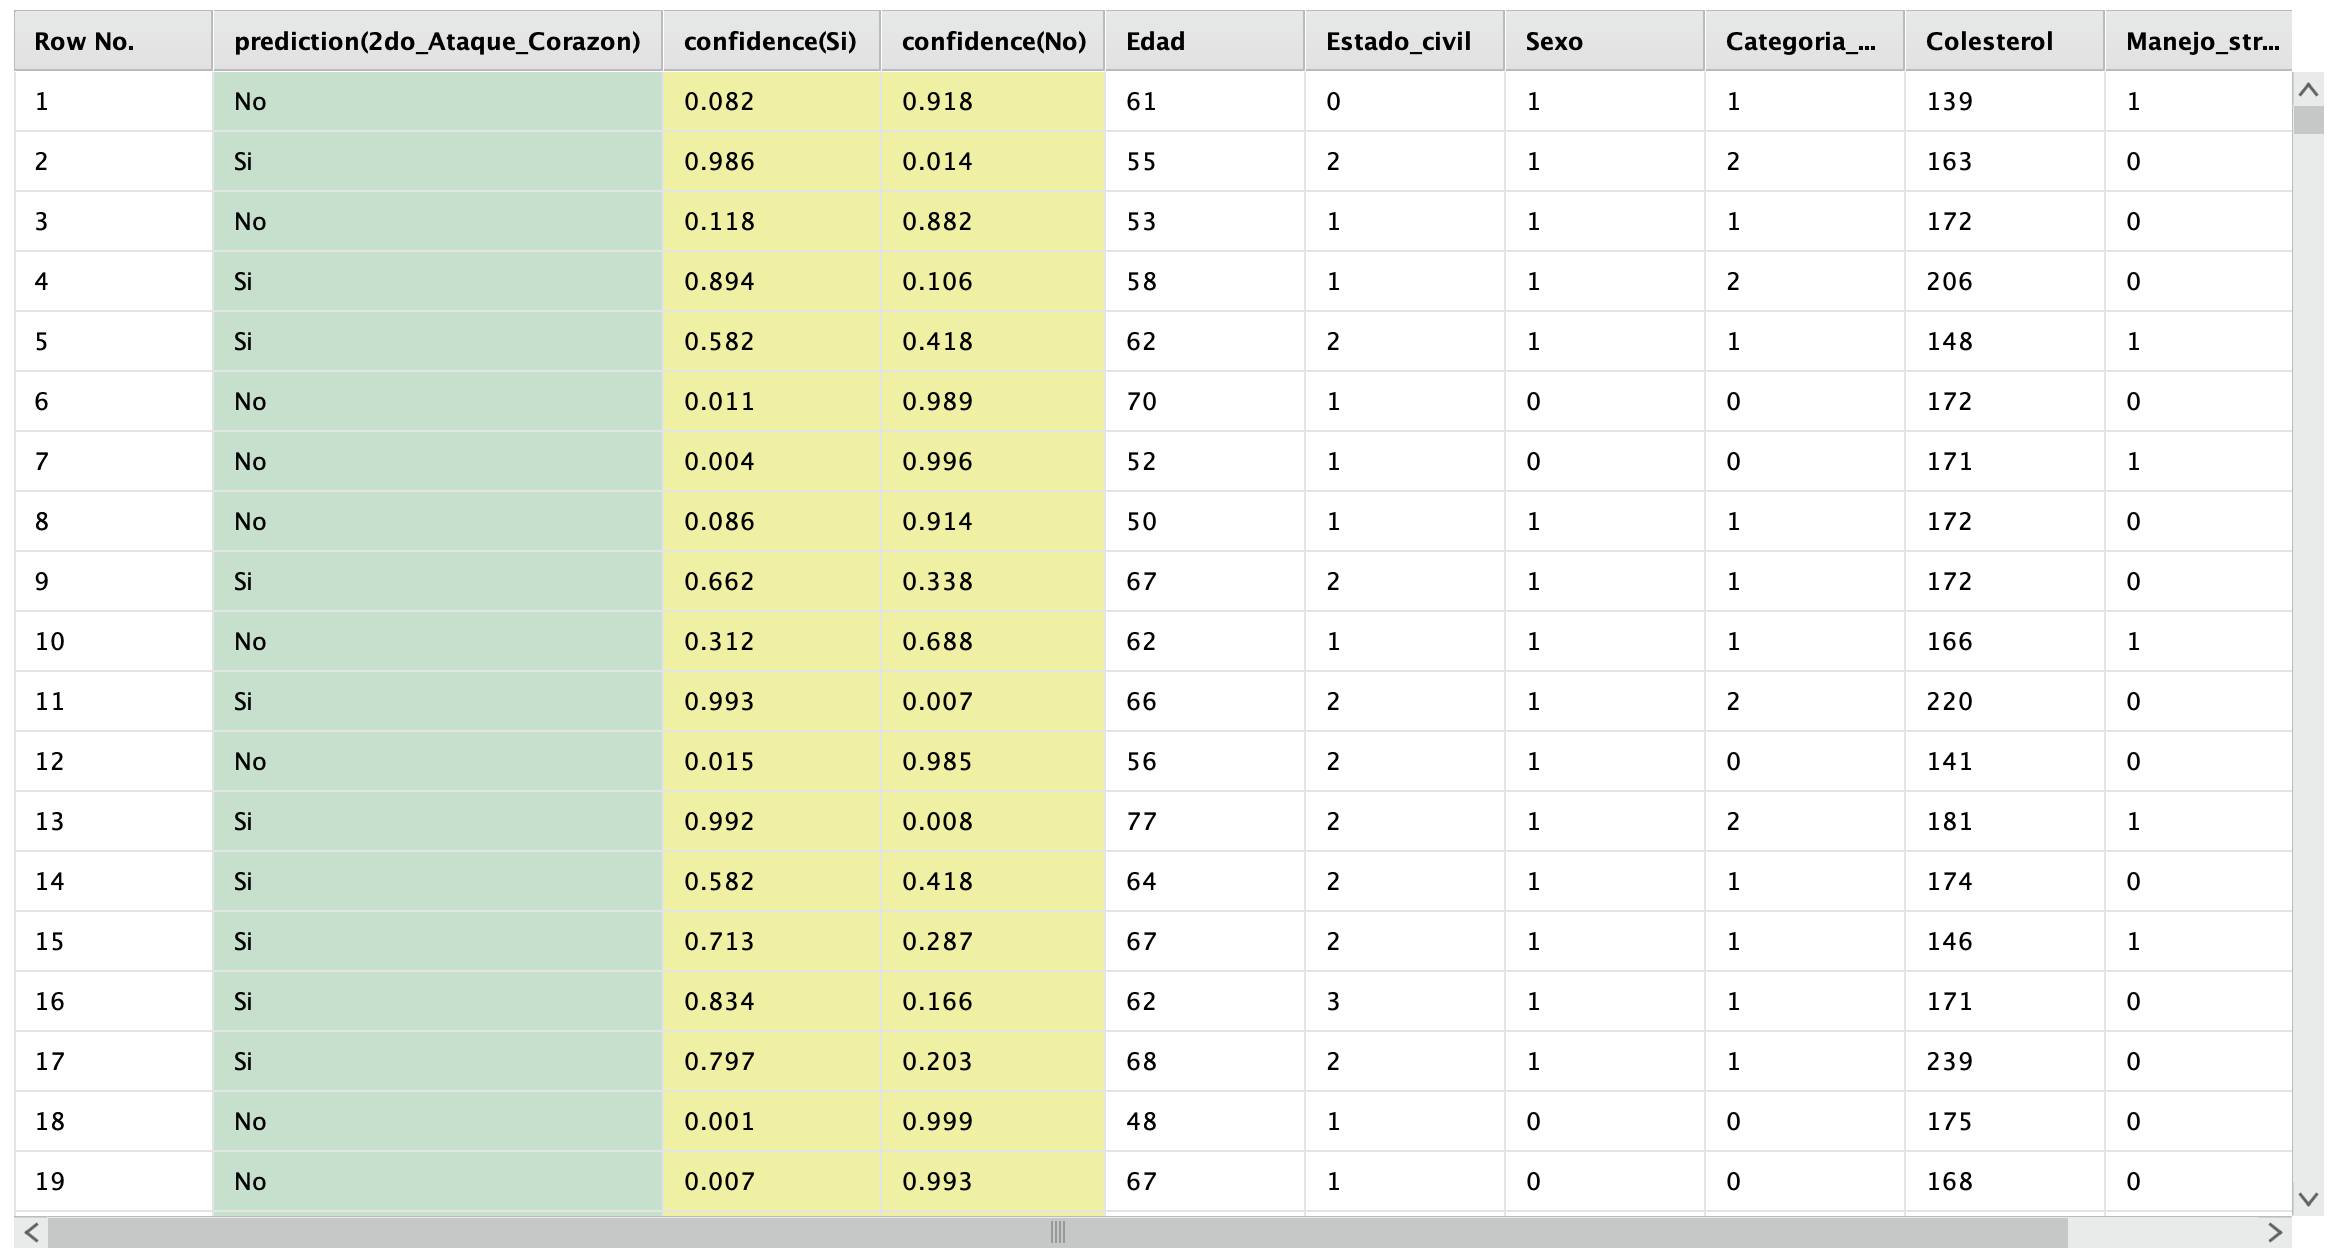 Row No. prediction(2do_Ataque_Corazon) confidence(Si) confidence(No) Edad Estado_civil Sexo Categoria_... Colesterol Manejo_str...
1 No 0.082 0.918 61 0 1 1 139 1
2 Si 0.986 0.014 55 2 1 2 163 0
3 No 0.118 0.882 53 1 1 1 172 0
4 Si 0.894 0.106 58 1 1 2 206 0
5 Si 0.582 0.418 62 2 1 1 148 1
6 No 0.011 0.989 70 1 0 0 172 0
7 No 0.004 0.996 52 1 0 0 171 1
8 No 0.086 0.914 50 1 1 1 172 0
9 Si 0.662 0.338 67 2 1 1 172 0
10 No 0.312 0.688 62 1 1 1 166 1
11 Si 0.993 0.007 66 2 1 2 220 0
12 No 0.015 0.985 56 2 1 0 141 0
13 Si 0.992 0.008 77 2 1 2 181 1
14 Si 0.582 0.418 64 2 1 1 174 0
15 Si 0.713 0.287 67 2 1 1 146 1
16 Si 0.834 0.166 62 3 1 1 171 0
17 Si 0.797 0.203 68 2 1 1 239 0
18 No 0.001 0.999 48 1 0 0 175 0
19 No 0.007 0.993 67 1 0 0 168 0